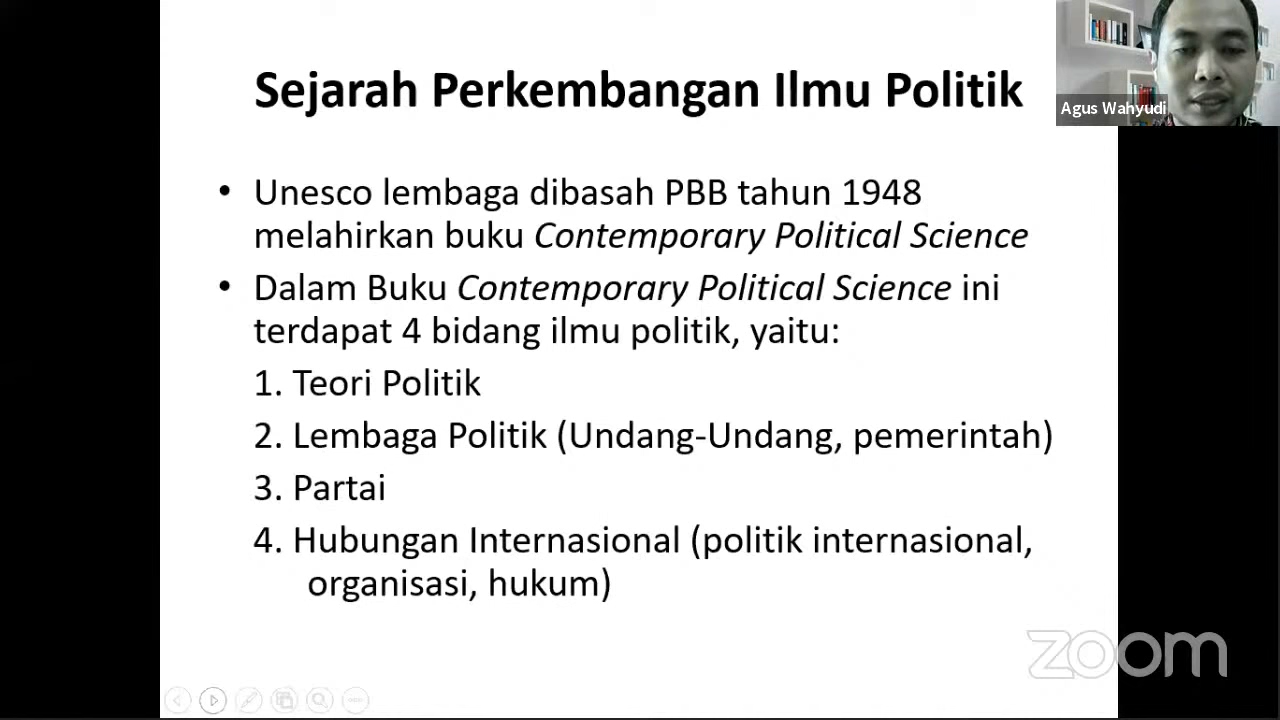 Sejarah Perkembangan Ilmu Politik
Agus Wahyudi
• Unesco lembaga dibasah PBB tahun 1948
melahirkan buku Contemporary Political Science
• Dalam Buku Contemporary Political Science ini
terdapat 4 bidang ilmu politik, yaitu:
1. Teori Politik
2. Lembaga Politik (Undang-Undang, pemerintah)
3. Partai
4. Hubungan Internasional (politik internasional,
organisasi, hukum)
zoom